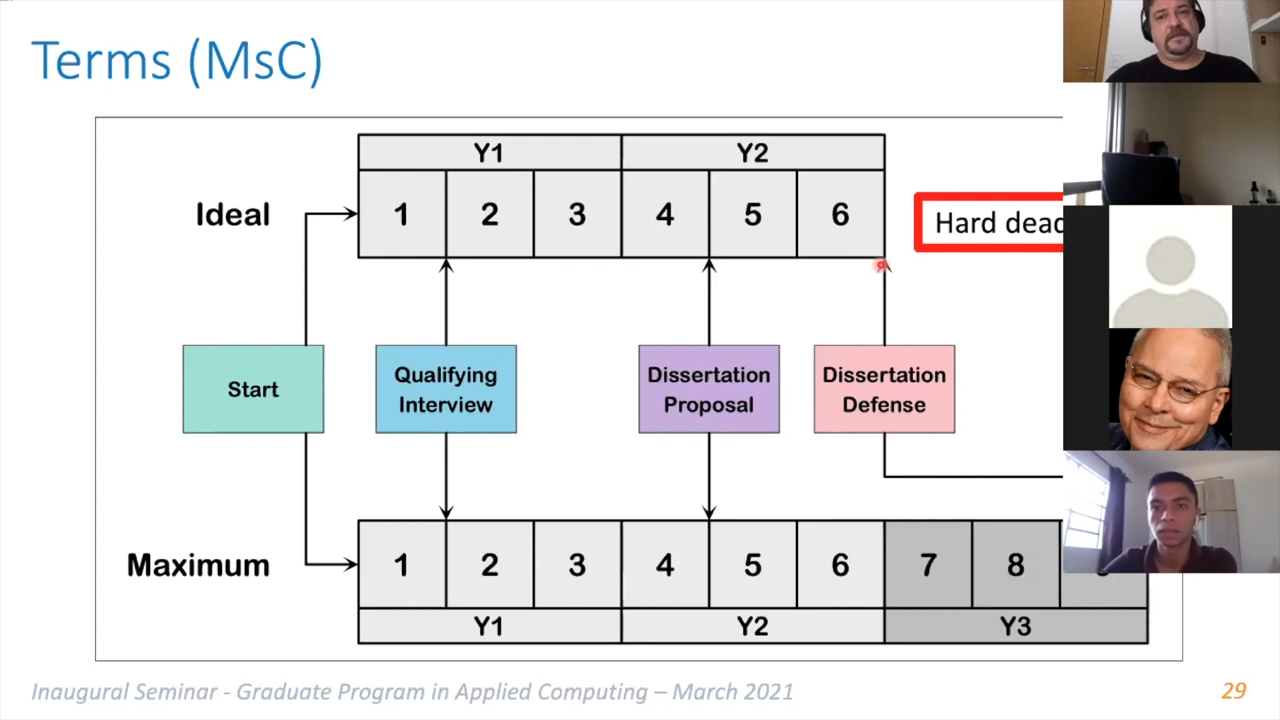 Terms (MsC)
Y1 Y2
Ideal 1 2 3 4 5 6
Hard
Start
Qualifying
Interview
Dissertation
Proposal
Dissertation
Defense
Maximum 1 2 3 4 5 6 7 8
Y1 Y2 Y3
Inaugural Seminar - Graduate Program in Applied Computing – March 2021
29